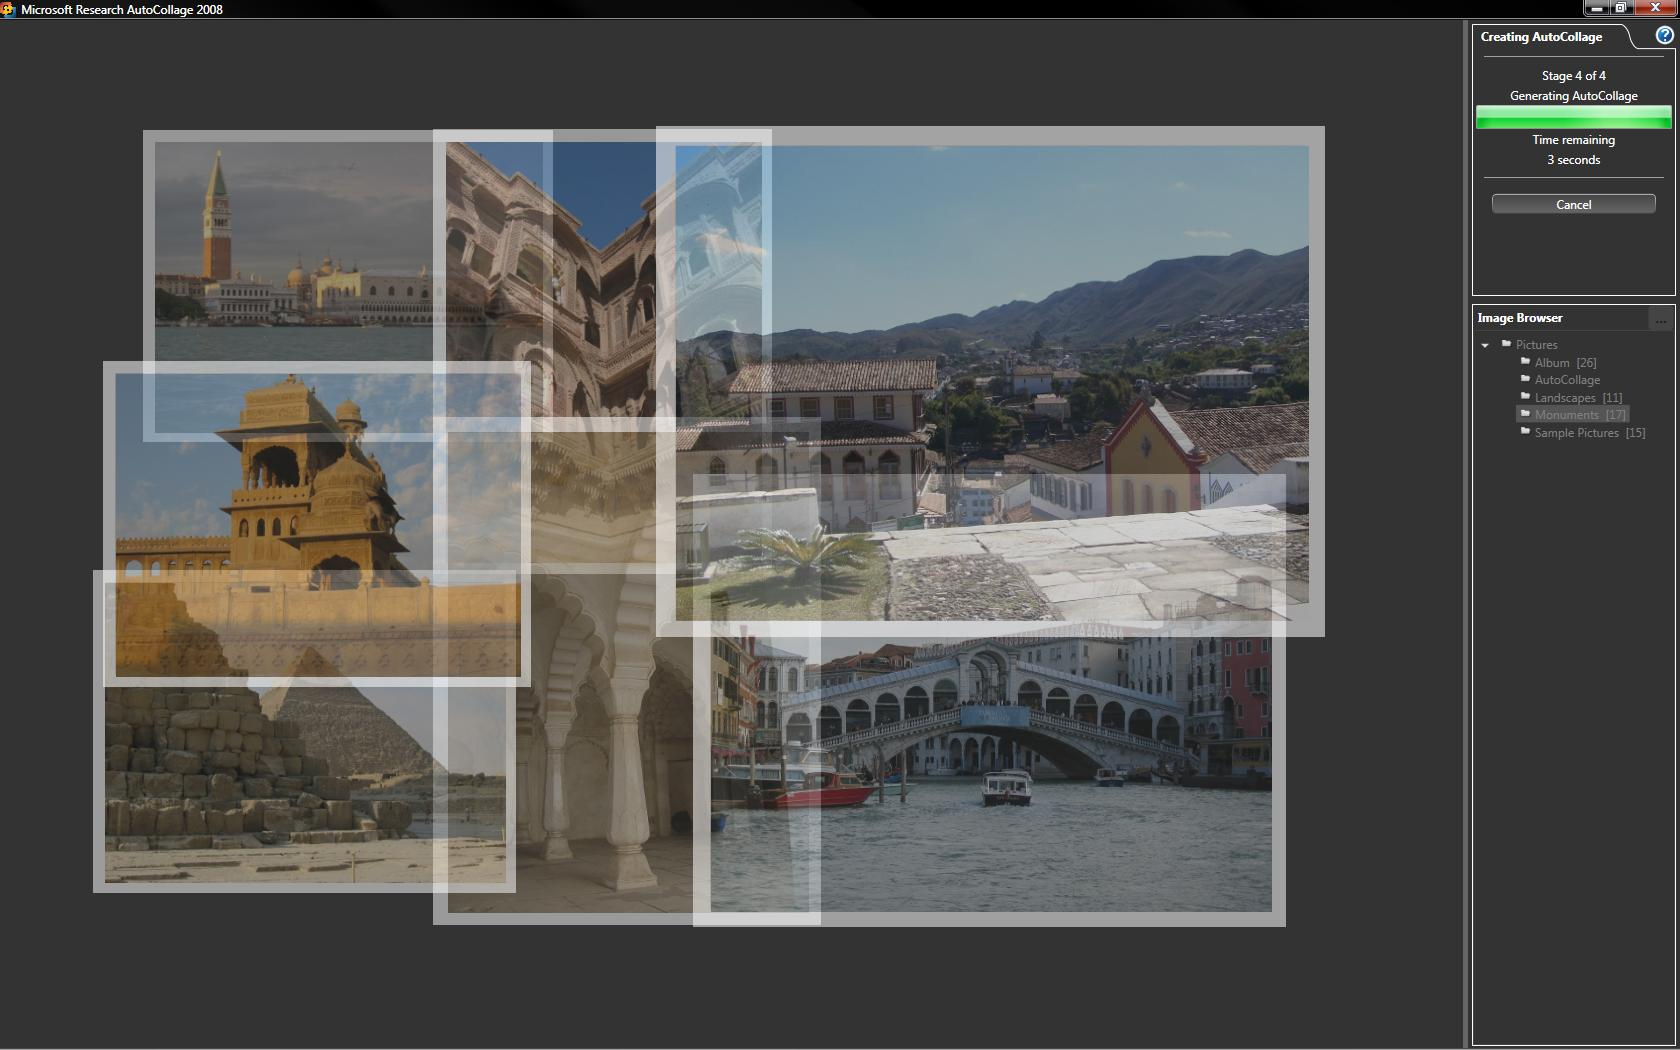 Microsoft Research AutoCollage 2008
Creating AutoCollage
?
Stage 4 of 4
Generating AutoCollage
Time remaining
3 seconds
Cancel
Image Browser
...
Pictures
Album [26]
AutoCollage
Landscapes [11]
Monuments [17]
Sample Pictures [15]